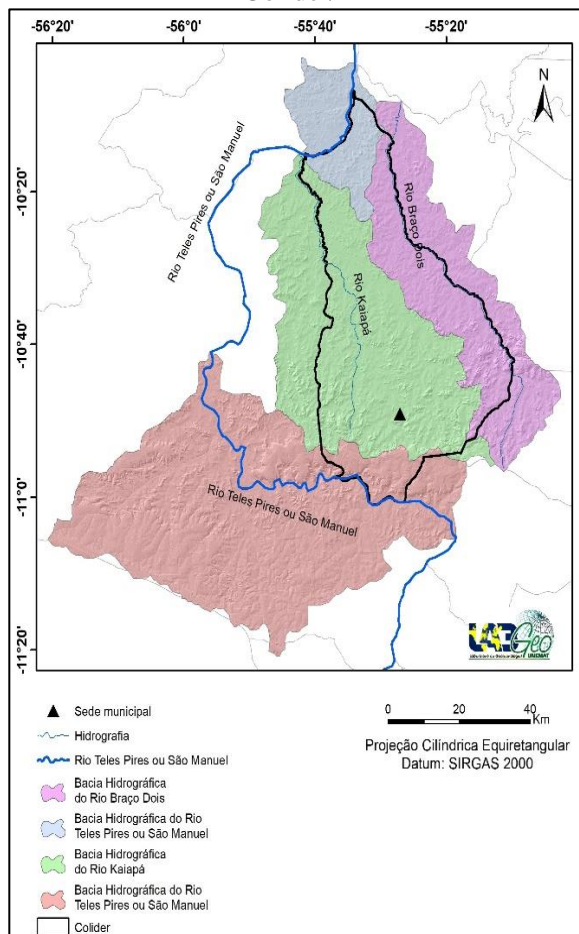 -56°20' -56°0' -55°40' -55°20'
N
-10°20'
-10°40'
-11°0'
-11°20'
Rio Teles Pires ou São Manuel
Rio Braço Dois
Rio Kaiapá
Rio Teles Pires ou São Manuel
Geo
UNEMAT
Sede municipal
Hidrografia
Rio Teles Pires ou São Manuel
Bacia Hidrográfica
do Rio Braço Dois
Bacia Hidrográfica do Rio
Teles Pires ou São Manuel
Bacia Hidrográfica
do Rio Kaiapá
Bacia Hidrográfica do Rio
Teles Pires ou São Manuel
Colider
0 10 20 40
Km
Projeção Cilíndrica Equiretangular
Datum: SIRGAS 2000